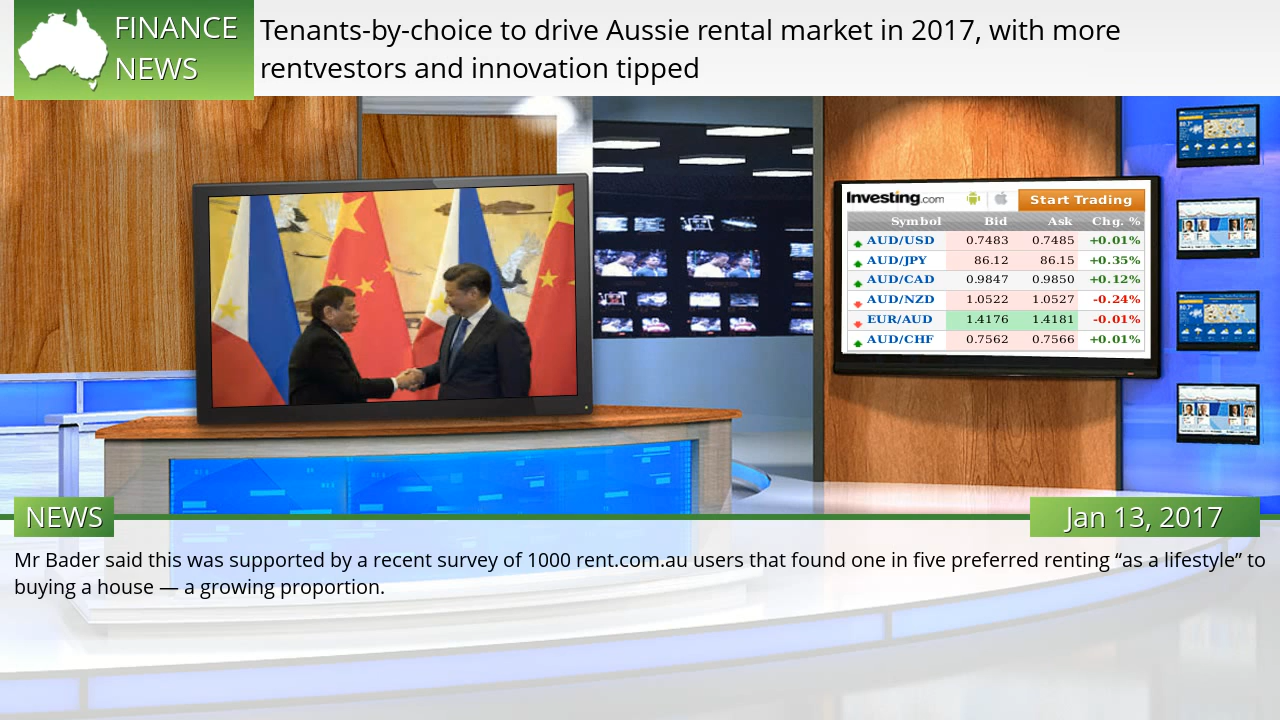 FINANCE
NEWS
Tenants-by-choice to drive Aussie rental market in 2017, with more
rentvestors and innovation tipped
Investing.com
Start Trading
Symbol Bid Ask Chg. %
AUD/USD 0.7483 0.7485 +0.01%
AUD/JPY 86.12 86.15 +0.35%
AUD/CAD 0.9847 0.9850 +0.12%
AUD/NZD 1.0522 1.0527 -0.24%
EUR/AUD 1.4176 1.4181 -0.01%
AUD/CHF 0.7562 0.7566 +0.01%
NEWS
Jan 13, 2017
Mr Bader said this was supported by a recent survey of 1000 rent.com.au users that found one in five preferred renting “as a lifestyle” to
buying a house — a growing proportion.